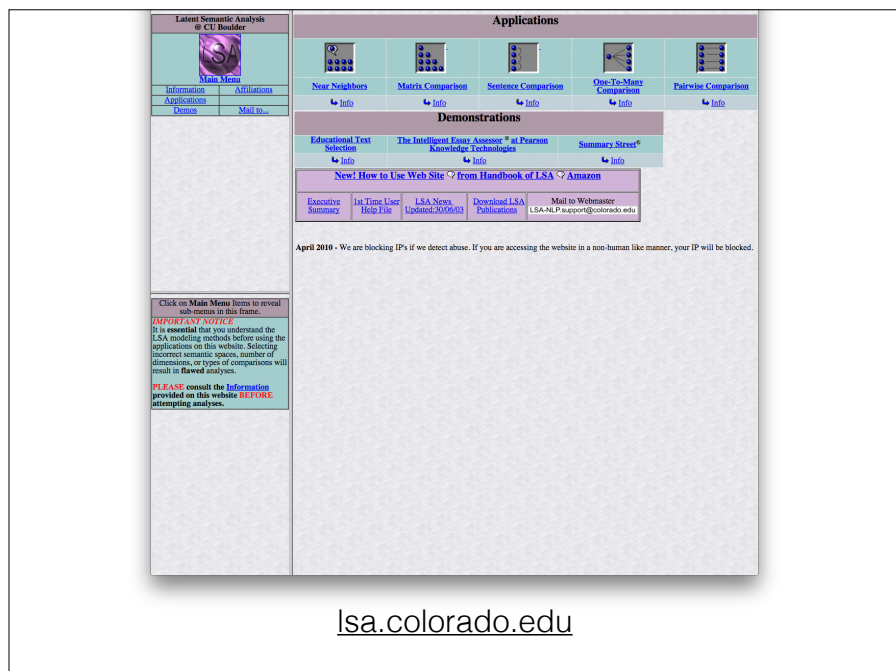 Latent Semantic Analysis
@ CU Boulder
LSA
Main Menu
Information Affiliations
Applications
Demos Mail to...
Click on Main Menu Items to reveal
sub-menus in this frame.
IMPORTANT NOTICE
It is essential that you understand the
LSA modeling methods before using the
applications on this website. Selecting
incorrect semantic spaces, number of
dimensions, or types of comparisons will
result in flawed analyses.
PLEASE consult the Information
provided on this website BEFORE
attempting analyses.
Applications
Near Neighbors Matrix Comparison Sentence Comparison One-To-Many
Comparison Pairwise Comparison
Info Info Info Info Info
Demonstrations
Educational Text
Selection
The Intelligent Essay Assessor ® at Pearson
Knowledge Technologies
Summary Street®
Info Info Info
New! How to Use Web Site from Handbook of LSA Amazon
Executive
Summary
1st Time User
Help File
LSA News
Updated:30/06/03
Download LSA
Publications
Mail to Webmaster
LSA-NLP.support@colorado.edu
April 2010 - We are blocking IP's if we detect abuse. If you are accessing the website in a non-human like manner, your IP will be blocked.
lsa.colorado.edu